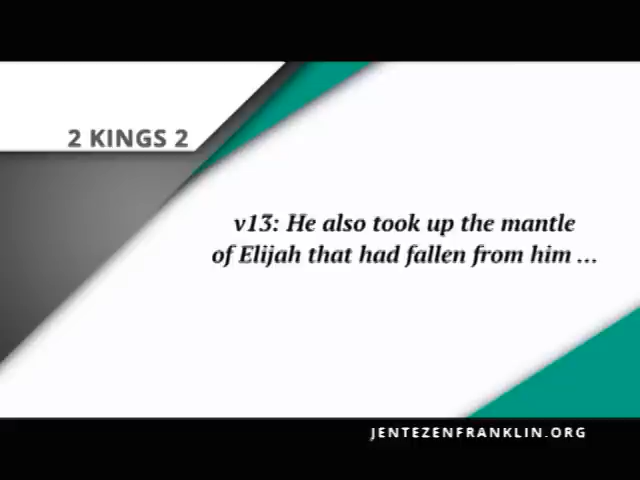 2 KINGS 2
v13: He also took up the mantle
of Elijah that had fallen from him ...
JENTEZENFRANKLIN.ORG